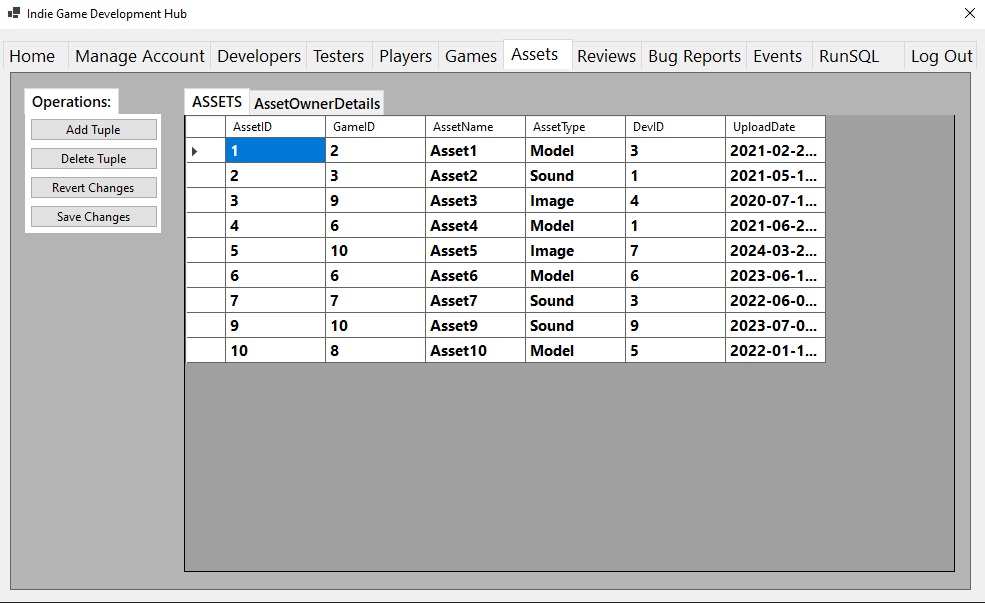 Indie Game Development Hub
Home Manage Account Developers Testers Players Games Assets Reviews Bug Reports Events RunSQL Log Out
Operations:
Add Tuple
Delete Tuple
Revert Changes
Save Changes
ASSETS AssetOwnerDetails
AssetID GameID AssetName AssetType DevID UploadDate
1 2 Asset1 Model 3 2021-02-2...
2 3 Asset2 Sound 1 2021-05-1...
3 9 Asset3 Image 4 2020-07-1...
4 6 Asset4 Model 1 2021-06-2...
5 10 Asset5 Image 7 2024-03-2...
6 6 Asset6 Model 6 2023-06-1...
7 7 Asset7 Sound 3 2022-06-0...
9 10 Asset9 Sound 9 2023-07-0...
10 8 Asset10 Model 5 2022-01-1...